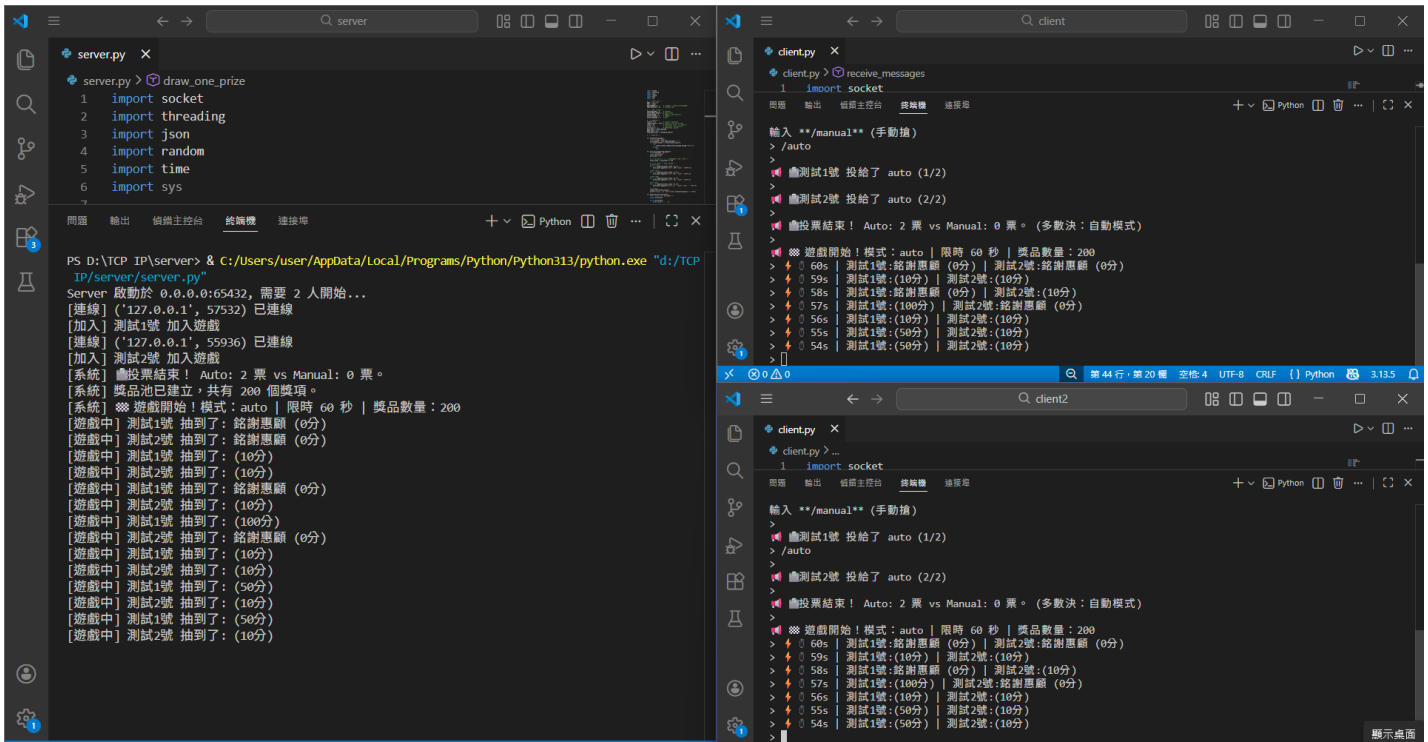 server
server.py
server.py > draw_one_prize
1 import socket
2 import threading
3 import json
4 import random
5 import time
6 import sys
7
問題 輸出 偵錯主控台 終端機 連接埠
Python
PS D:\TCP IP\server> & C:/Users/user/AppData/Local/Programs/Python/Python313/python.exe "d:/TCP
IP/server/server.py"
Server 啟動於 0.0.0.0:65432, 需要 2 人開始...
[連線] ('127.0.0.1', 57532) 已連線
[加入] 測試1號 加入遊戲
[連線] ('127.0.0.1', 55936) 已連線
[加入] 測試2號 加入遊戲
[系統] 🗳投票結束! Auto: 2 票 vs Manual: 0 票。
[系統] 獎品池已建立，共有 200 個獎項。
[系統] 🏁 遊戲開始！模式：auto | 限時 60 秒 | 獎品數量：200
[遊戲中] 測試1號 抽到了: 銘謝惠顧 (0分)
[遊戲中] 測試2號 抽到了: 銘謝惠顧 (0分)
[遊戲中] 測試1號 抽到了: (10分)
[遊戲中] 測試2號 抽到了: (10分)
[遊戲中] 測試1號 抽到了: 銘謝惠顧 (0分)
[遊戲中] 測試2號 抽到了: (10分)
[遊戲中] 測試1號 抽到了: (100分)
[遊戲中] 測試2號 抽到了: 銘謝惠顧 (0分)
[遊戲中] 測試1號 抽到了: (10分)
[遊戲中] 測試2號 抽到了: (10分)
[遊戲中] 測試1號 抽到了: (50分)
[遊戲中] 測試2號 抽到了: (10分)
[遊戲中] 測試1號 抽到了: (50分)
[遊戲中] 測試2號 抽到了: (10分)
3
1
client
client.py
client.py > receive_messages
1 import socket
問題 輸出 偵錯主控台 終端機 連接埠
Python
輸入 **/manual** (手動搶)
> /auto
>
📢 🗳測試1號 投給了 auto (1/2)
>
📢 🗳測試2號 投給了 auto (2/2)
>
📢 🗳投票結束! Auto: 2 票 vs Manual: 0 票。 (多數決：自動模式)
>
📢 🏁 遊戲開始！模式：auto | 限時 60 秒 | 獎品數量：200
> ⚡ 60s | 測試1號:銘謝惠顧 (0分) | 測試2號:銘謝惠顧 (0分)
> ⚡ 59s | 測試1號:(10分) | 測試2號:(10分)
> ⚡ 58s | 測試1號:銘謝惠顧 (0分) | 測試2號:(10分)
> ⚡ 57s | 測試1號:(100分) | 測試2號:銘謝惠顧 (0分)
> ⚡ 56s | 測試1號:(10分) | 測試2號:(10分)
> ⚡ 55s | 測試1號:(50分) | 測試2號:(10分)
> ⚡ 54s | 測試1號:(50分) | 測試2號:(10分)
>
1
1
0 0 第 44 行，第 20 欄 空格: 4 UTF-8 CRLF {} Python 3.13.5
client2
client.py
client.py > ...
1 import socket
問題 輸出 偵錯主控台 終端機 連接埠
Python
輸入 **/manual** (手動搶)
>
📢 🗳測試1號 投給了 auto (1/2)
> /auto
>
📢 🗳測試2號 投給了 auto (2/2)
>
📢 🗳投票結束! Auto: 2 票 vs Manual: 0 票。 (多數決：自動模式)
>
📢 🏁 遊戲開始！模式：auto | 限時 60 秒 | 獎品數量：200
> ⚡ 60s | 測試1號:銘謝惠顧 (0分) | 測試2號:銘謝惠顧 (0分)
> ⚡ 59s | 測試1號:(10分) | 測試2號:(10分)
> ⚡ 58s | 測試1號:銘謝惠顧 (0分) | 測試2號:(10分)
> ⚡ 57s | 測試1號:(100分) | 測試2號:銘謝惠顧 (0分)
> ⚡ 56s | 測試1號:(10分) | 測試2號:(10分)
> ⚡ 55s | 測試1號:(50分) | 測試2號:(10分)
> ⚡ 54s | 測試1號:(50分) | 測試2號:(10分)
>
1
顯示桌面